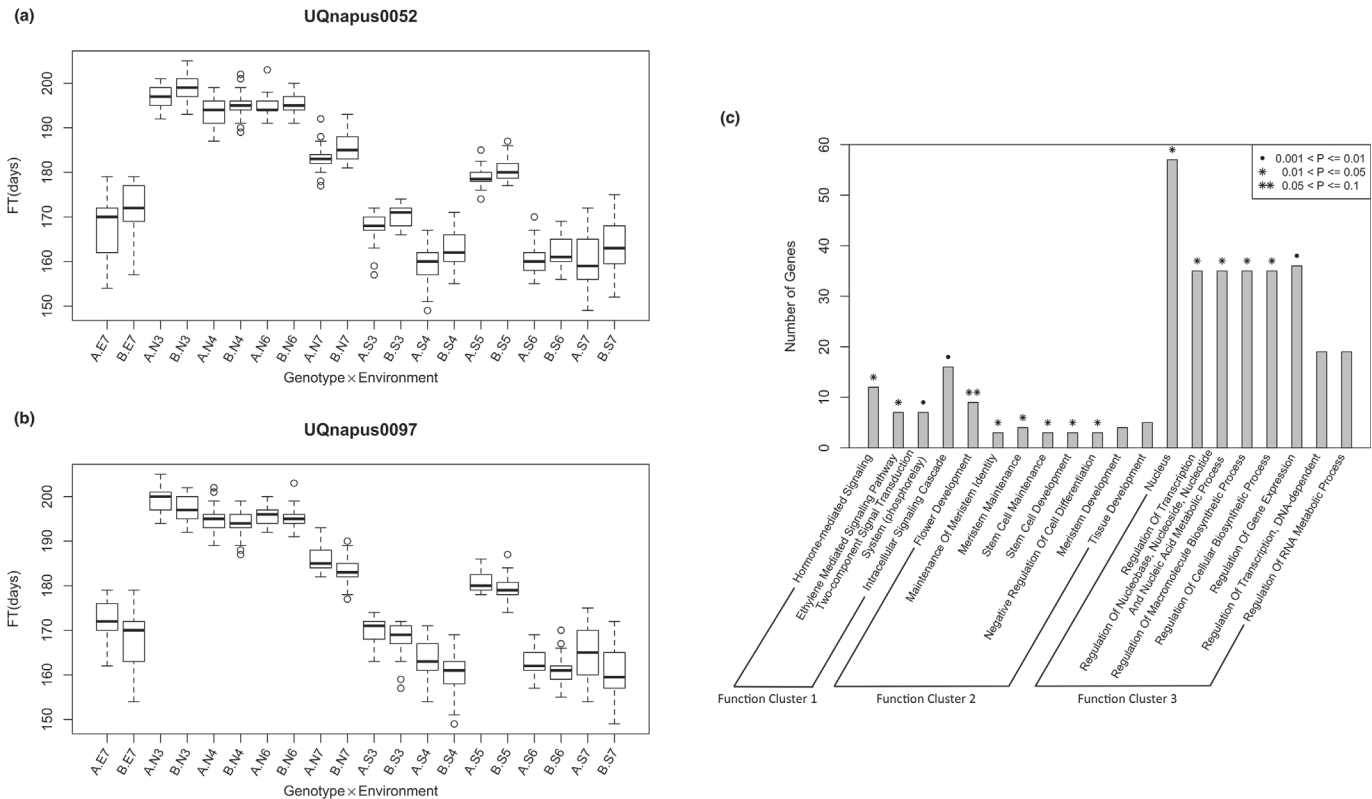 (a)
UQnapus0052
FT(days)
200
190
180
170
160
150
A.E7
B.E7
A.N3
B.N3
A.N4
B.N4
A.N6
B.N6
A.N7
B.N7
A.S3
B.S3
A.S4
B.S4
A.S5
B.S5
A.S6
B.S6
A.S7
B.S7
Genotype × Environment
(b)
UQnapus0097
FT(days)
200
190
180
170
160
150
A.E7
B.E7
A.N3
B.N3
A.N4
B.N4
A.N6
B.N6
A.N7
B.N7
A.S3
B.S3
A.S4
B.S4
A.S5
B.S5
A.S6
B.S6
A.S7
B.S7
Genotype × Environment
(c)
Number of Genes
60
50
40
30
20
10
0
• 0.001 < P <= 0.01
* 0.01 < P <= 0.05
** 0.05 < P <= 0.1
Hormone-mediated Signaling
Ethylene Mediated Signaling Pathway
Two-component Signal Transduction
System (phosphorelay)
Intracellular Signaling Cascade
Flower Development
Maintenance Of Meristem Identity
Meristem Maintenance
Stem Cell Maintenance
Stem Cell Development
Negative Regulation Of Cell Differentiation
Meristem Development
Tissue Development
Nucleus
Regulation Of Transcription
Regulation Of Nucleobase, Nucleoside, Nucleotide
And Nucleic Acid Metabolic Process
Regulation Of Macromolecule Biosynthetic Process
Regulation Of Cellular Biosynthetic Process
Regulation Of Gene Expression
Regulation Of Transcription, DNA-dependent
Regulation Of RNA Metabolic Process
Function Cluster 1
Function Cluster 2
Function Cluster 3